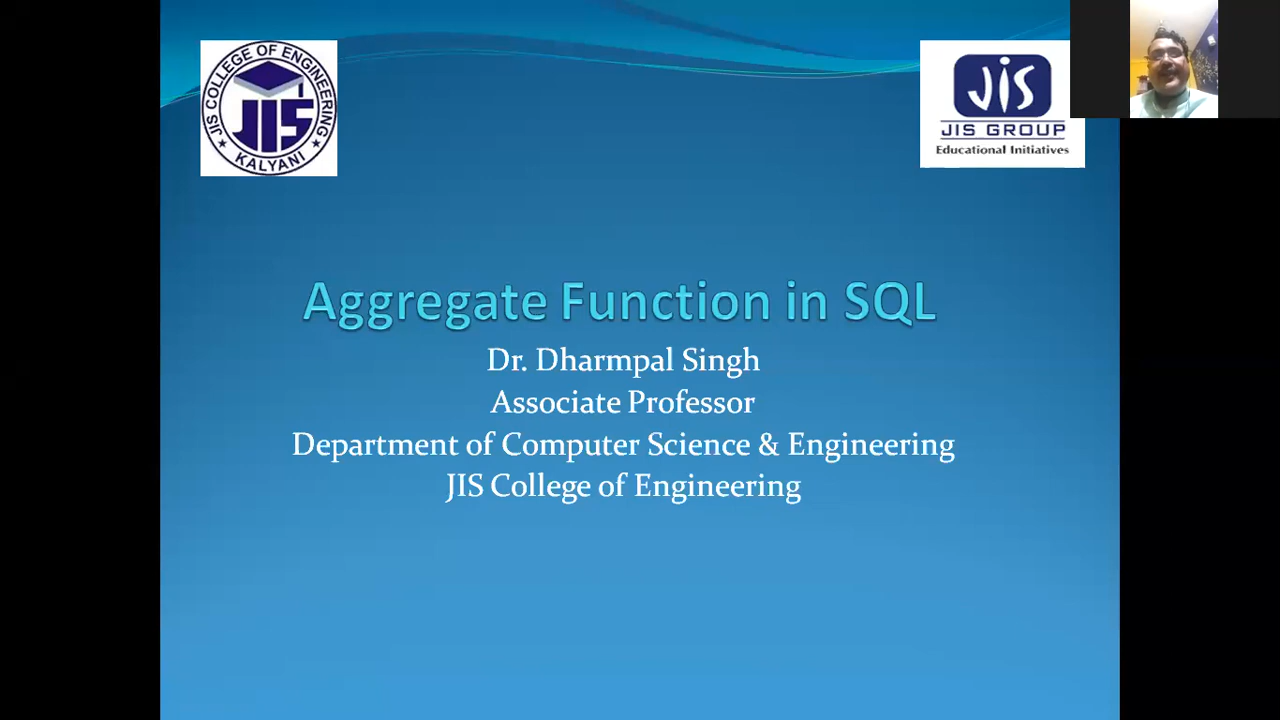 JIS COLLEGE OF ENGINEERING
JIS
KALYANI
JIS
JIS GROUP
Educational Initiatives
Aggregate Function in SQL
Dr. Dharmpal Singh
Associate Professor
Department of Computer Science & Engineering
JIS College of Engineering